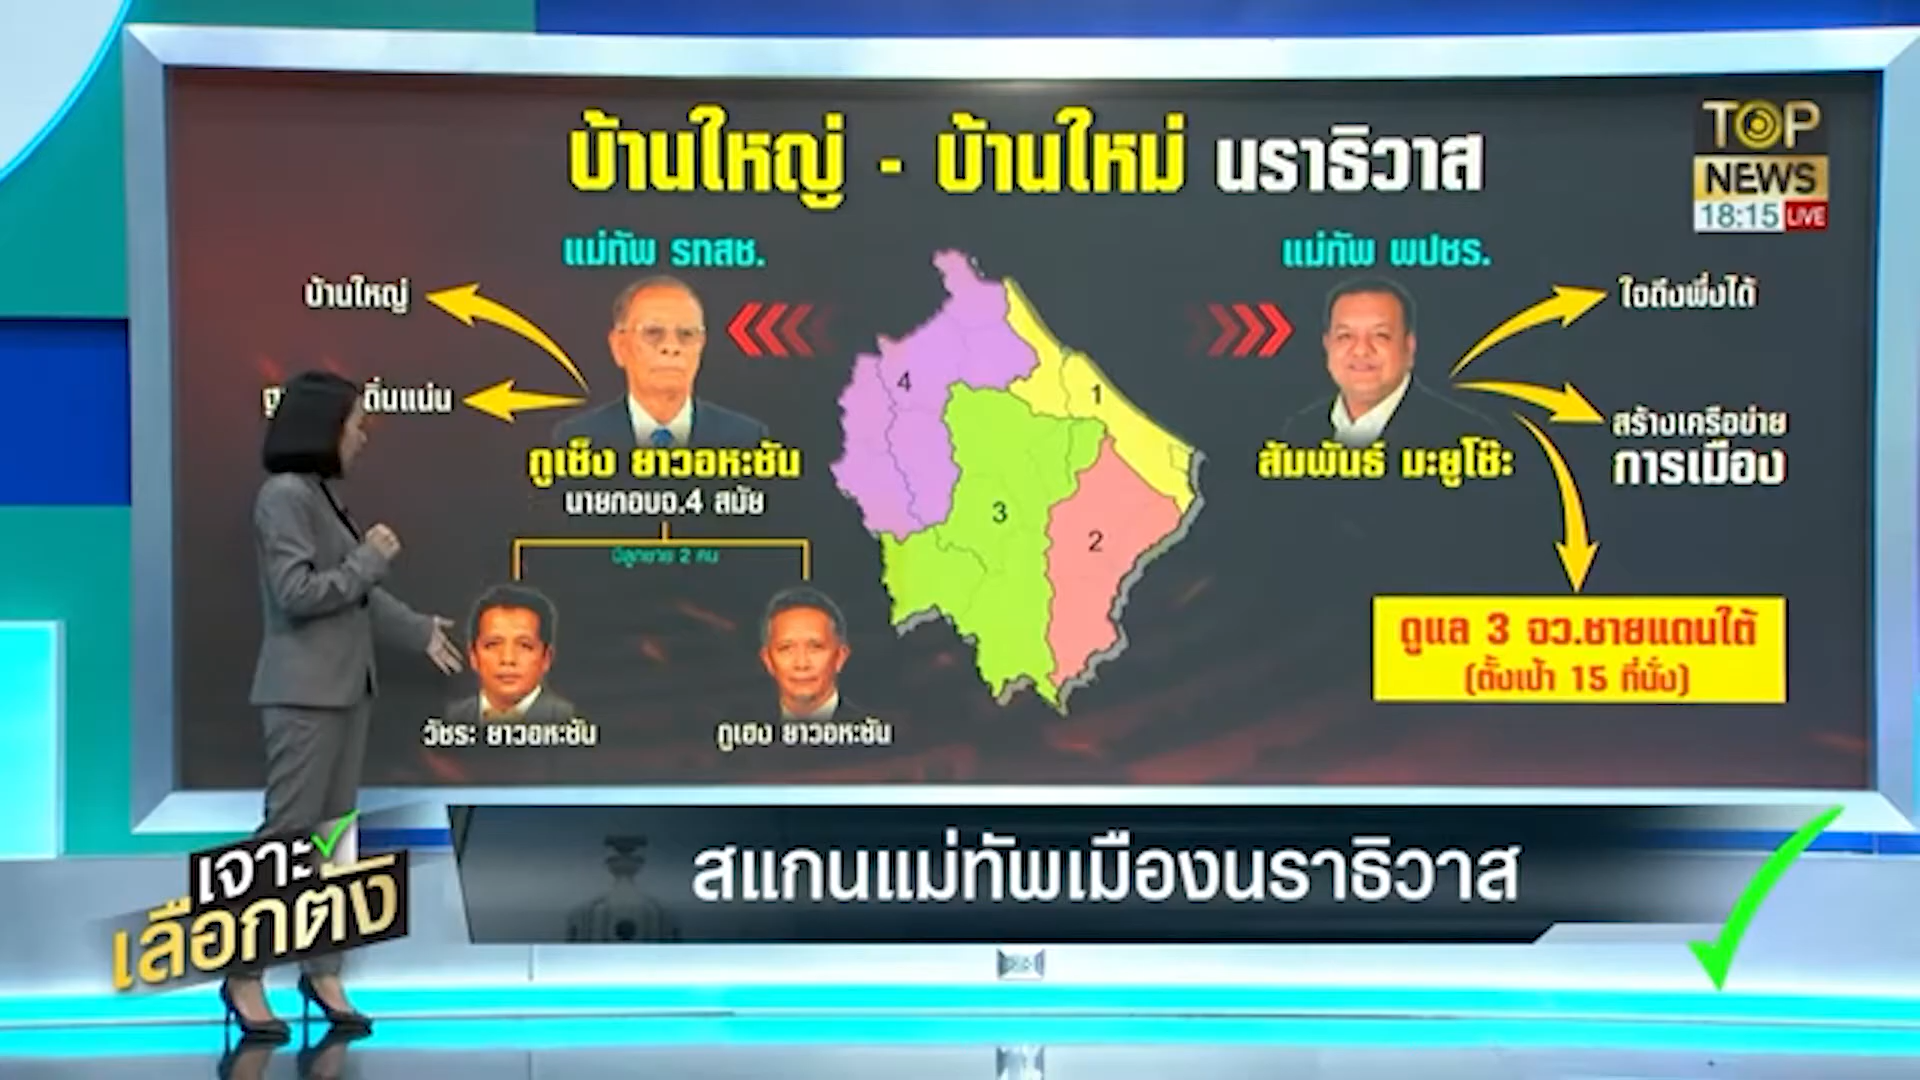 บ้านใหญ่ - บ้านใหม่ นราธิวาส
TOP
NEWS
18:15 LIVE
แม่ทัพ รทสช.
แม่ทัพ พปชร.
บ้านใหญ่
ดิ่นแน่น
ใจถึงพึ่งได้
สร้างเครือข่าย
การเมือง
กูเซ็ง ยาวอหะซัน
นายกอบจ.4 สมัย
มีลูกชาย 2 คน
วัชระ ยาวอหะซัน
กูเฮง ยาวอหะซัน
4
1
3
2
สัมพันธ์ มะยูโซ๊ะ
ดูแล 3 จว.ชายแดนใต้
(ตั้งเป้า 15 ที่นั่ง)
เจาะ
เลือกตั้ง
สแกนแม่ทัพเมืองนราธิวาส